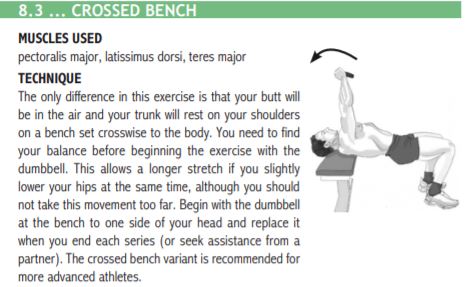 8.3 ... CROSSED BENCH
MUSCLES USED
pectoralis major, latissimus dorsi, teres major
TECHNIQUE
The only difference in this exercise is that your butt will
be in the air and your trunk will rest on your shoulders
on a bench set crosswise to the body. You need to find
your balance before beginning the exercise with the
dumbbell. This allows a longer stretch if you slightly
lower your hips at the same time, although you should
not take this movement too far. Begin with the dumbbell
at the bench to one side of your head and replace it
when you end each series (or seek assistance from a
partner). The crossed bench variant is recommended for
more advanced athletes.